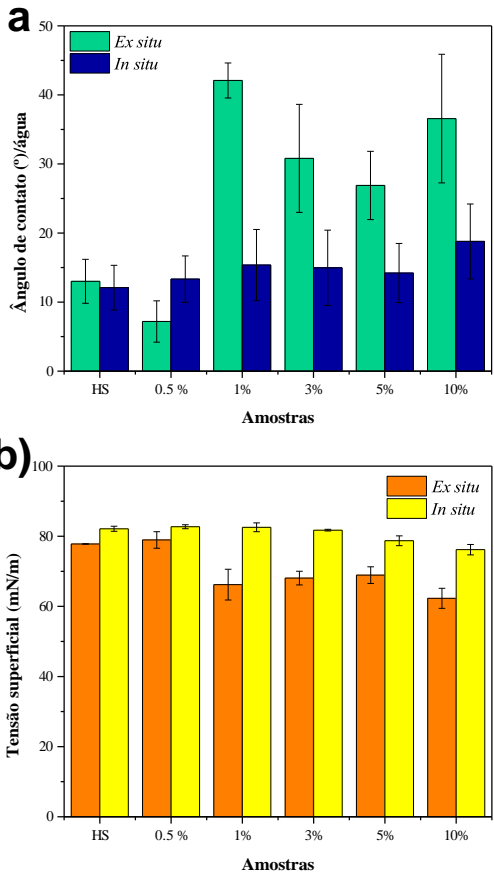 a
50
40
30
20
10
0
Ex situ
In situ
Ângulo de contato (º)/água
HS 0.5 % 1% 3% 5% 10%
Amostras
b)
100
80
60
40
20
0
Ex situ
In situ
Tensão superficial (mN/m)
HS 0.5 % 1% 3% 5% 10%
Amostras